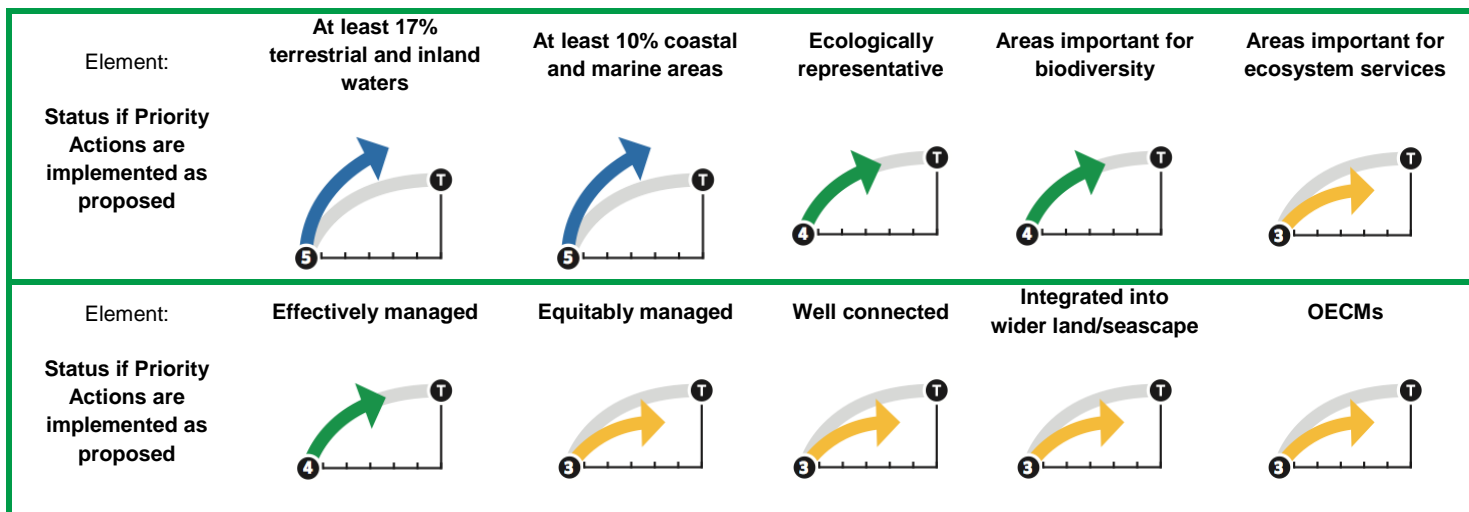 Element:
At least 17%
terrestrial and inland
waters
At least 10% coastal
and marine areas
Ecologically
representative
Areas important for
biodiversity
Areas important for
ecosystem services
Status if Priority
Actions are
implemented as
proposed
T
5
T
5
T
4
T
4
T
3
Element:
Effectively managed
Equitably managed
Well connected
Integrated into
wider land/seascape
OECMs
Status if Priority
Actions are
implemented as
proposed
T
4
T
3
T
3
T
3
T
3